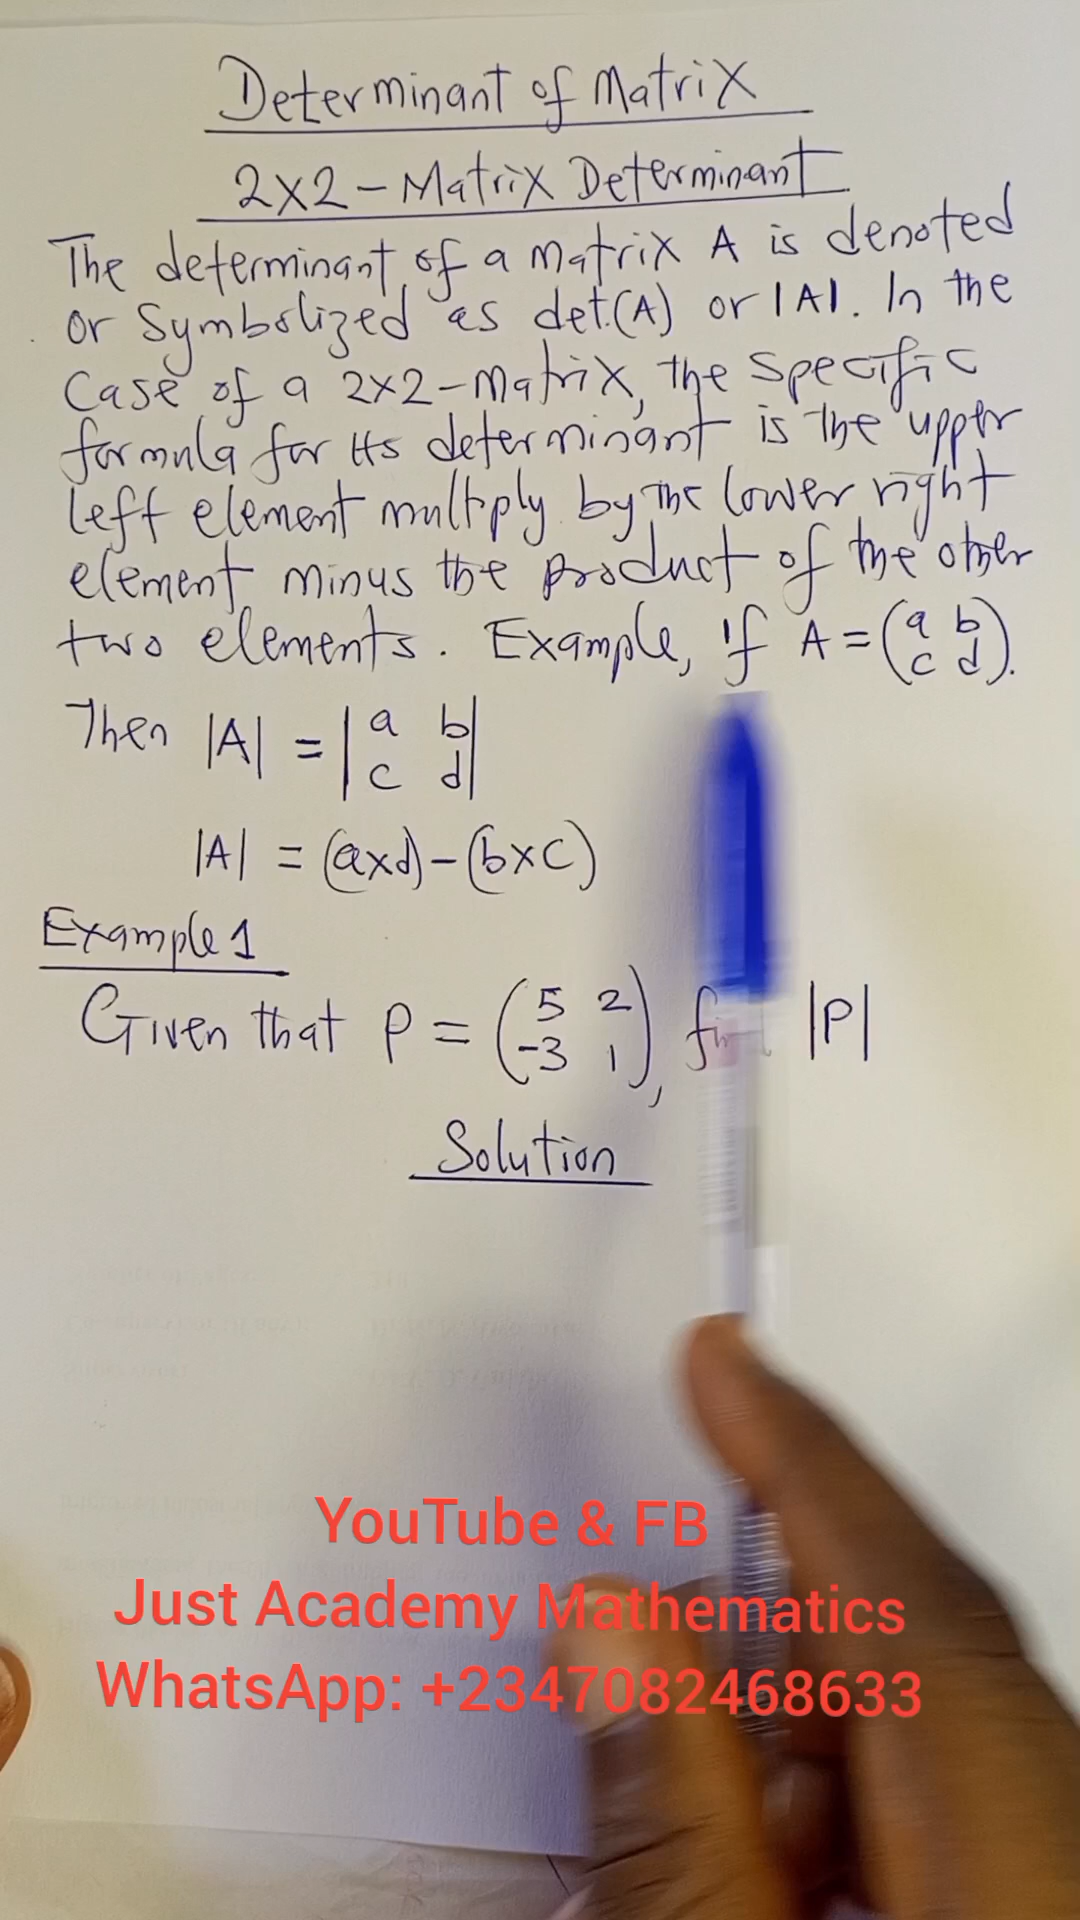 Determinant of Matrix
2x2 - Matrix Determinant
The determinant of a matrix A is denoted
or Symbolized as det.(A) or |A|. In the
Case of a 2x2 - Matrix, the specific
formula for its determinant is the upper
left element multiply by the lower right
element minus the product of the other
two elements. Example, if A = (a b
c d).
Then |A| = |a b
c d|
|A| = (axd) - (bxc)
Example 1
Given that P = (5 2
-3 1), find |P|
Solution
YouTube & FB
Just Academy Mathematics
WhatsApp: +2347082468633